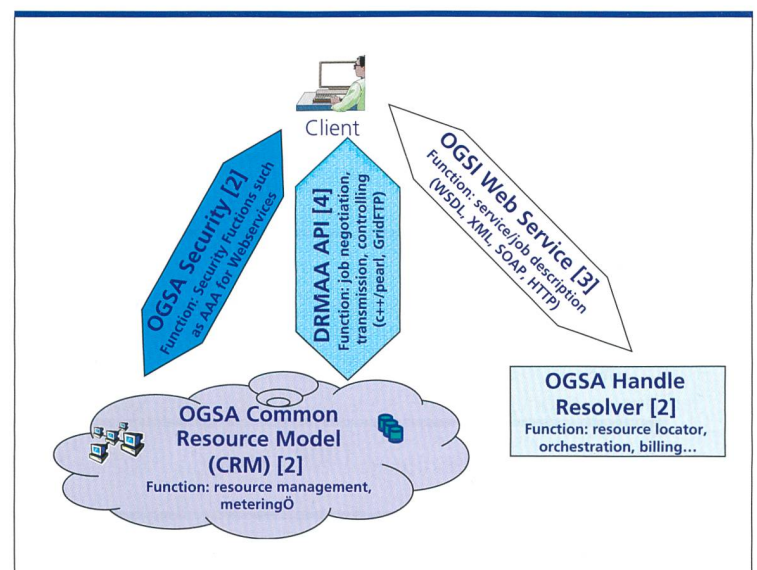 Client
OGSA Security [2]
Function: Security Fuctions such
as AAA for Webservices
DRMAA API [4]
Function: job negotiation,
transmission, controlling
(c++/pearl, GridFTP)
OGSI Web Service [3]
Function: service/job description
(WSDL, XML, SOAP, HTTP)
OGSA Common
Resource Model
(CRM) [2]
Function: resource management,
meteringÖ
OGSA Handle
Resolver [2]
Function: resource locator,
orchestration, billing...